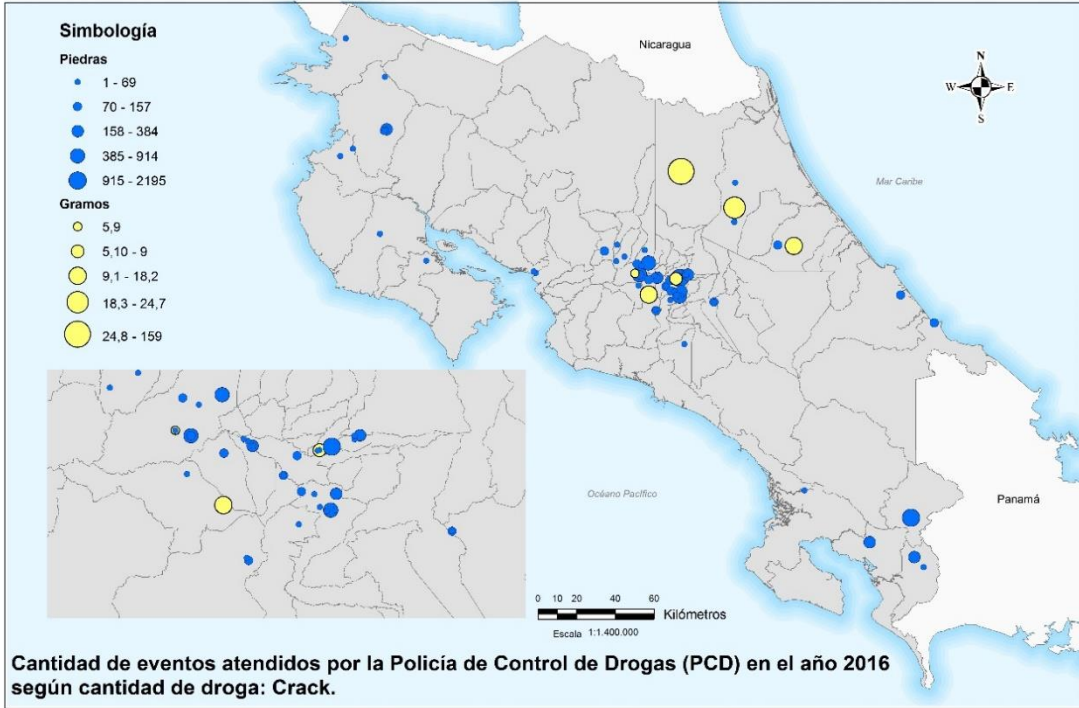 Simbología
Piedras
1 - 69
70 - 157
158 - 384
385 - 914
915 - 2195
Gramos
5,9
5,10 - 9
9,1 - 18,2
18,3 - 24,7
24,8 - 159
Nicaragua
N
W E
S
Mar Caribe
Océano Pacífico
Panamá
0 10 20 40 60
Kilómetros
Escala 1:1.400.000
Cantidad de eventos atendidos por la Policía de Control de Drogas (PCD) en el año 2016
según cantidad de droga: Crack.